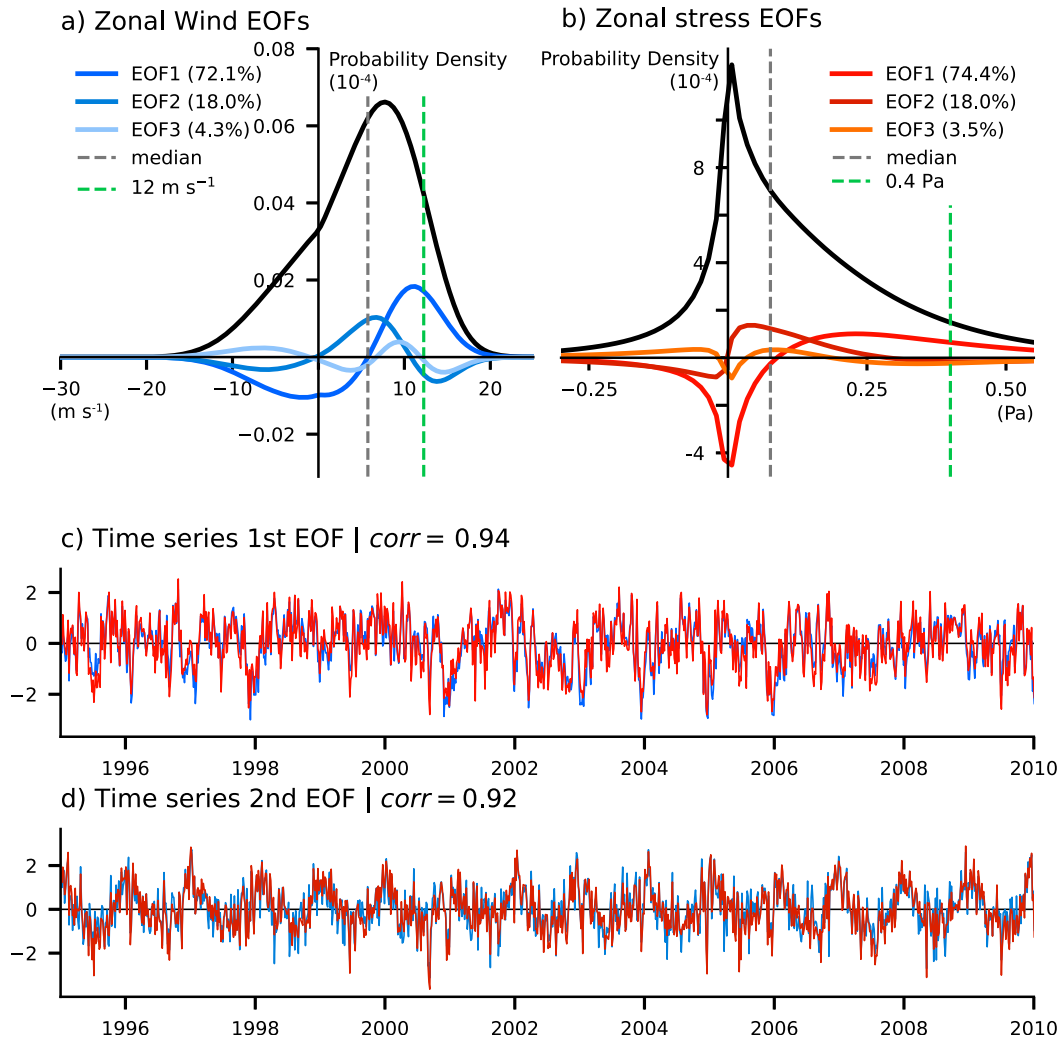 a) Zonal Wind EOFs
EOF1 (72.1%)
EOF2 (18.0%)
EOF3 (4.3%)
median
12 m s⁻¹
Probability Density
(10⁻⁴)
0.08
0.06
0.04
0.02
−0.02
−30
−20
10
20
(m s⁻¹)
b) Zonal stress EOFs
Probability Density
(10⁻⁴)
EOF1 (74.4%)
EOF2 (18.0%)
EOF3 (3.5%)
median
0.4 Pa
8
4
-4
−0.25
0.25
0.50
(Pa)
c) Time series 1st EOF | corr = 0.94
2
0
−2
1996
1998
2000
2002
2004
2006
2008
2010
d) Time series 2nd EOF | corr = 0.92
2
0
−2
1996
1998
2000
2002
2004
2006
2008
2010